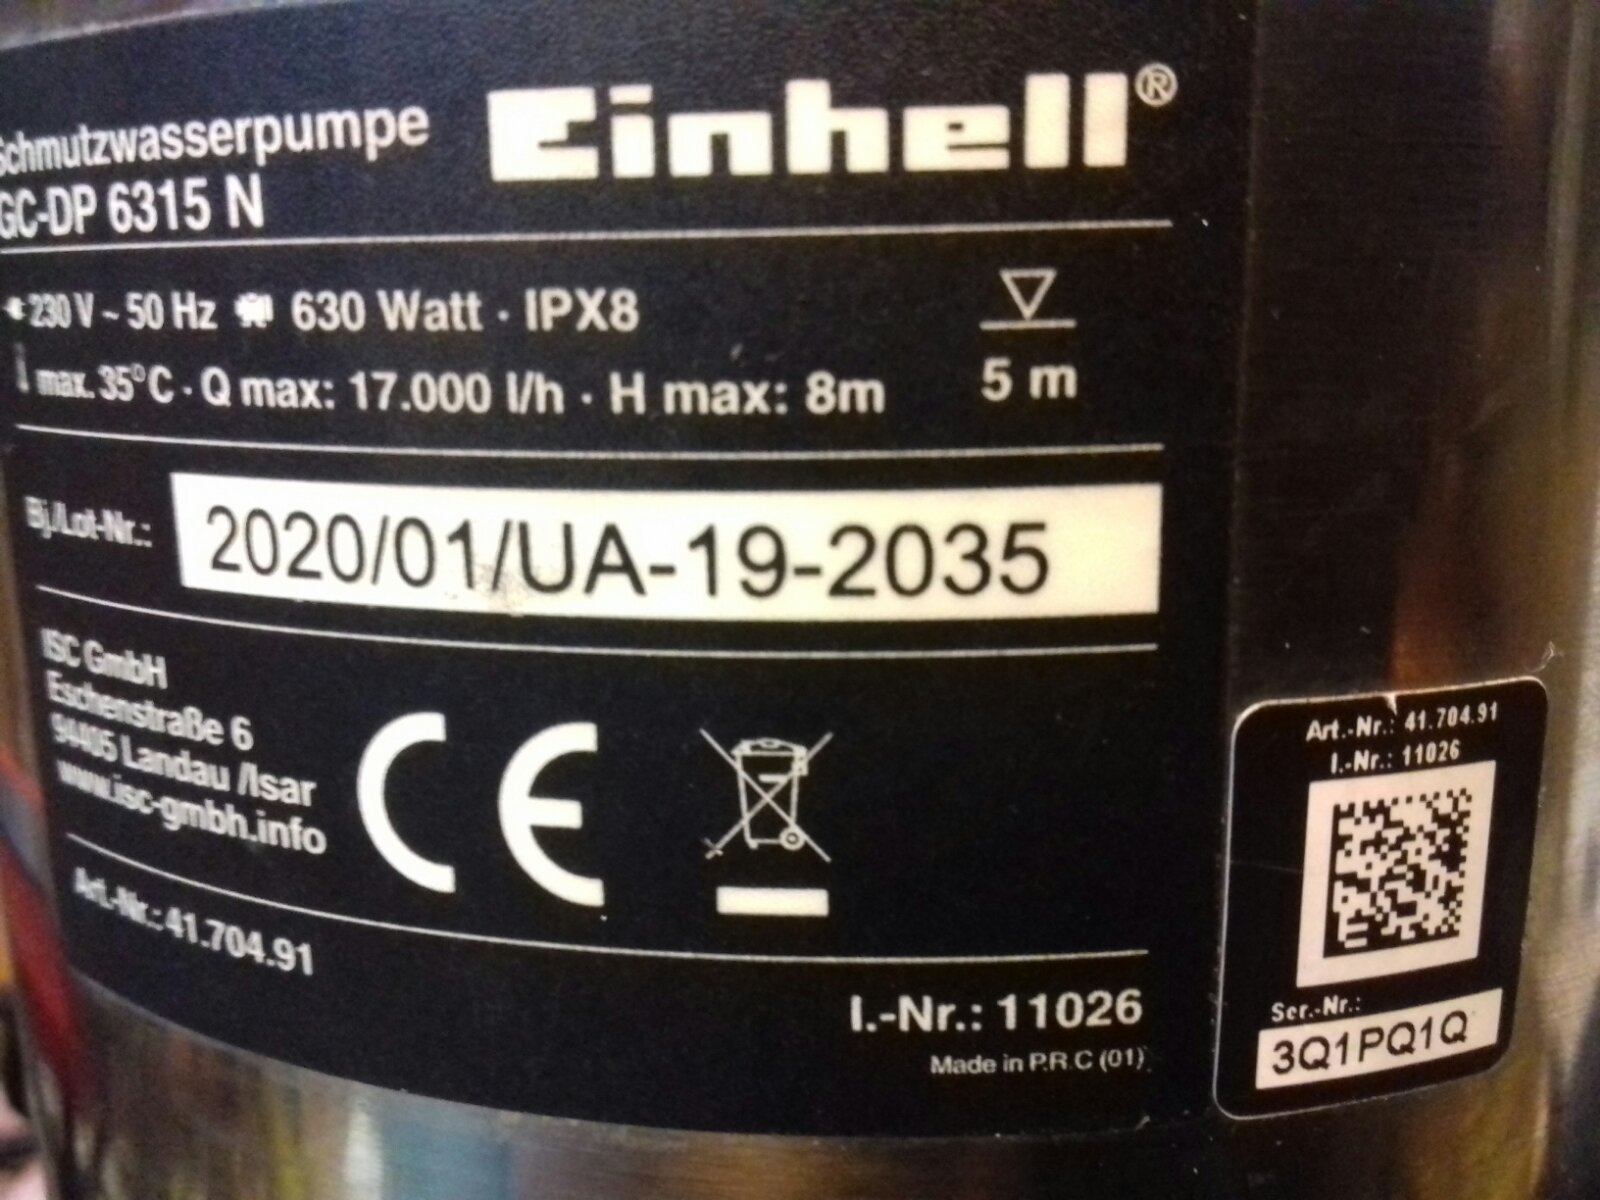 Einhell®
Schmutzwasserpumpe
GC-DP 6315 N
230 V ~ 50 Hz 630 Watt · IPX8
max. 35°C · Q max: 17.000 l/h · H max: 8m
5 m
Bj./Lot-Nr.:
2020/01/UA-19-2035
ISC GmbH
Eschenstraße 6
94405 Landau /Isar
www.isc-gmbh.info
CE
Art.-Nr.: 41.704.91
I.-Nr.: 11026
Made in P.R.C (01)
Art.-Nr.: 41.704.91
I.-Nr.: 11026
Ser.-Nr.:
3Q1PQ1Q